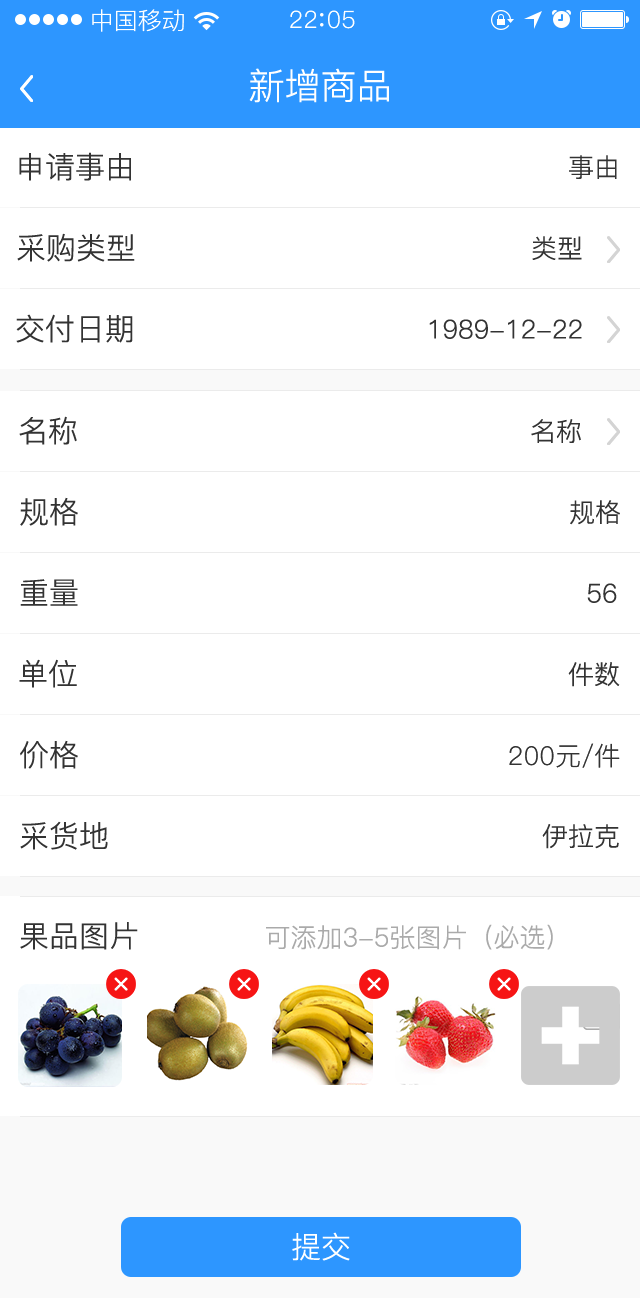 中国移动 22:05
新增商品
申请事由 事由
采购类型 类型
交付日期 1989-12-22
名称 名称
规格 规格
重量 56
单位 件数
价格 200元/件
采货地 伊拉克
果品图片 可添加3-5张图片（必选）
提交